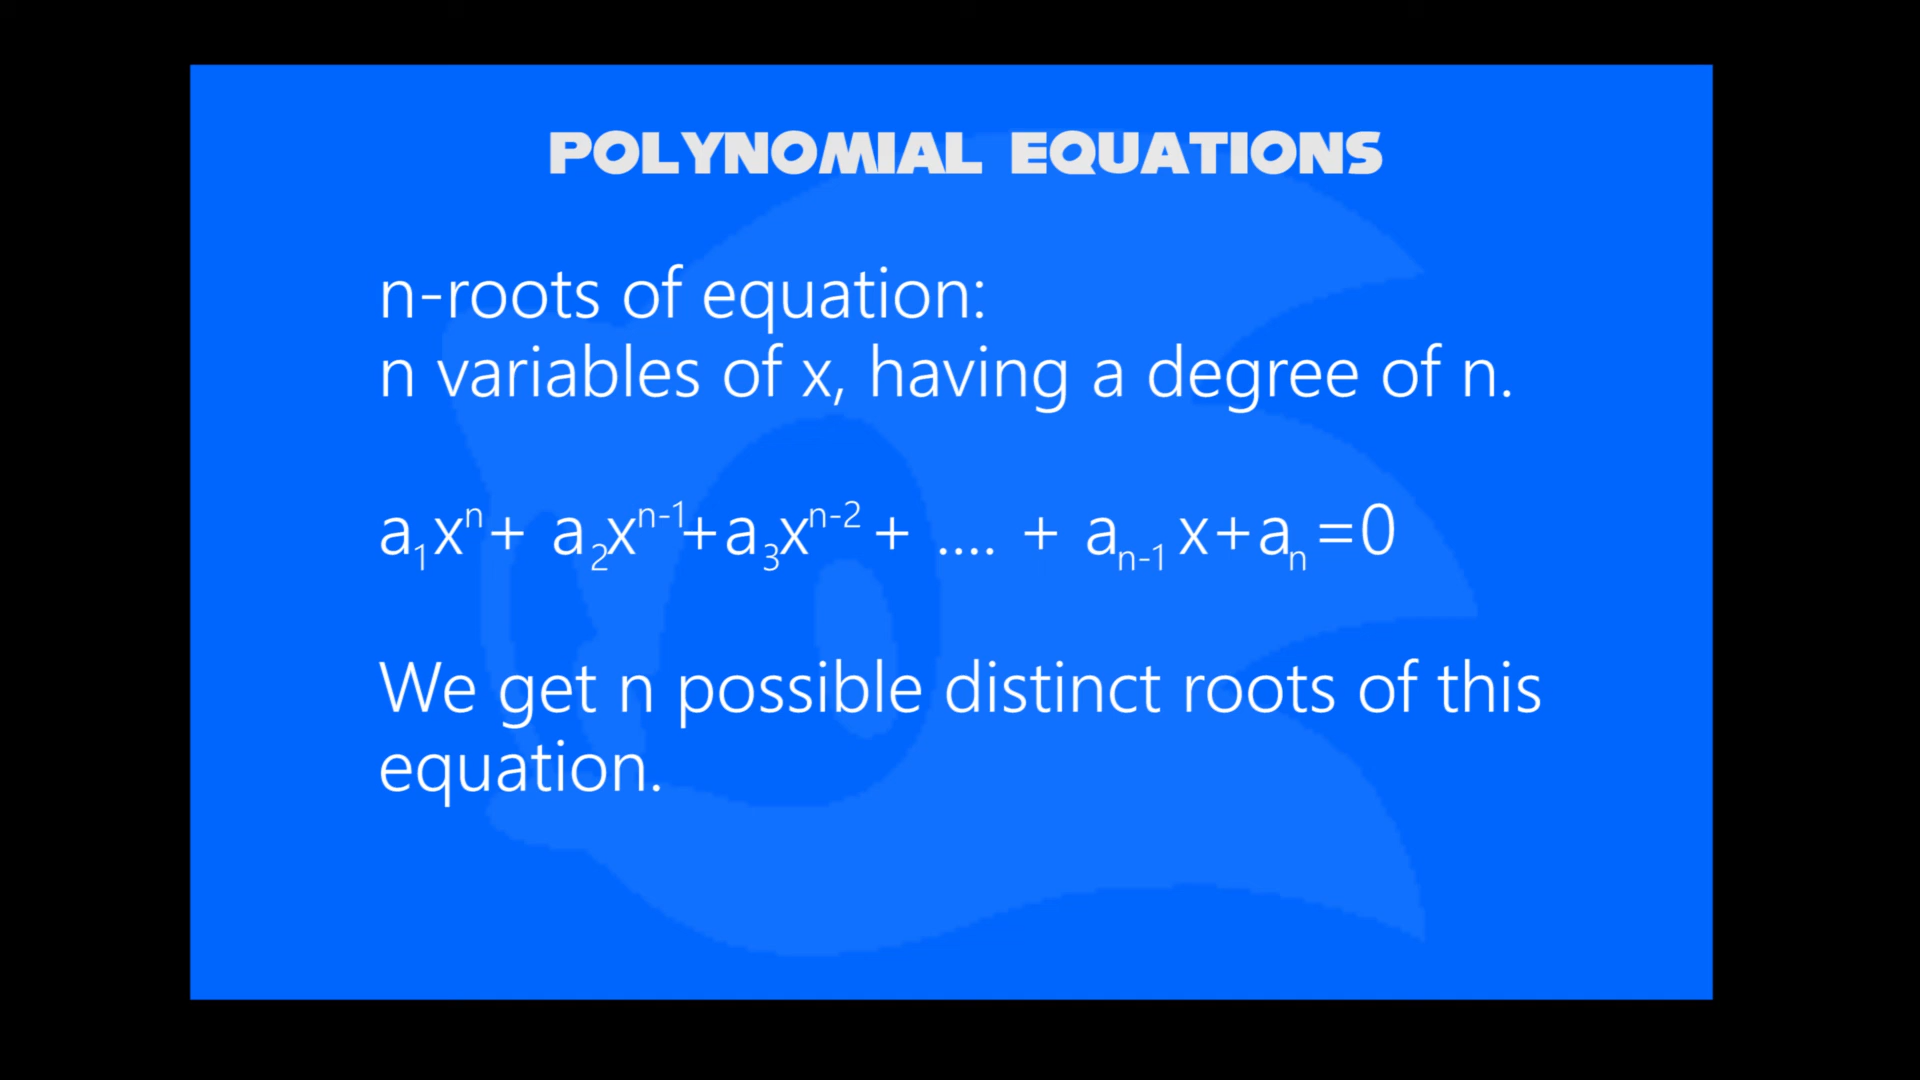 POLYNOMIAL EQUATIONS
n-roots of equation:
n variables of x, having a degree of n.
a₁xⁿ+ a₂xⁿ⁻¹+a₃xⁿ⁻²+ .... + aₙ₋₁ x+aₙ=0
We get n possible distinct roots of this
equation.